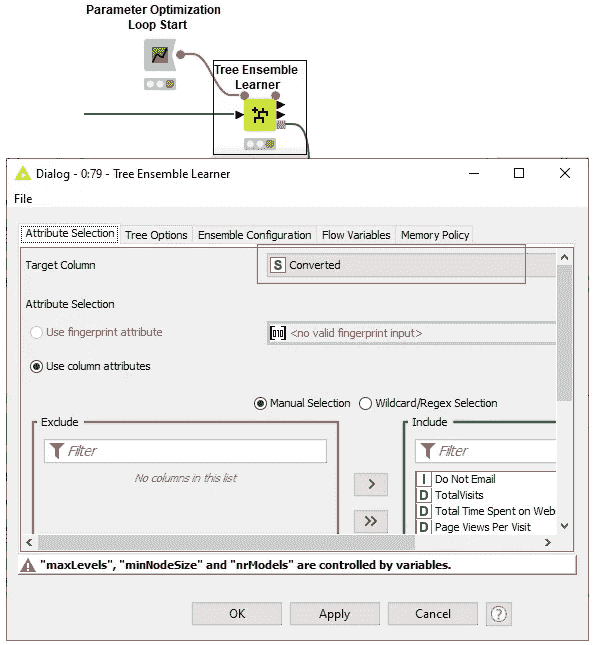 Parameter Optimization
Loop Start
Tree Ensemble
Learner
Dialog - 0:79 - Tree Ensemble Learner
File
Attribute Selection Tree Options Ensemble Configuration Flow Variables Memory Policy
Target Column S Converted
Attribute Selection
Use fingerprint attribute [010] <no valid fingerprint input>
Use column attributes
Manual Selection Wildcard/Regex Selection
Exclude Include
Filter Filter
No columns in this list
I Do Not Email
D TotalVisits
D Total Time Spent on Web
D Page Views Per Visit
"maxLevels", "minNodeSize" and "nrModels" are controlled by variables.
OK Apply Cancel ?